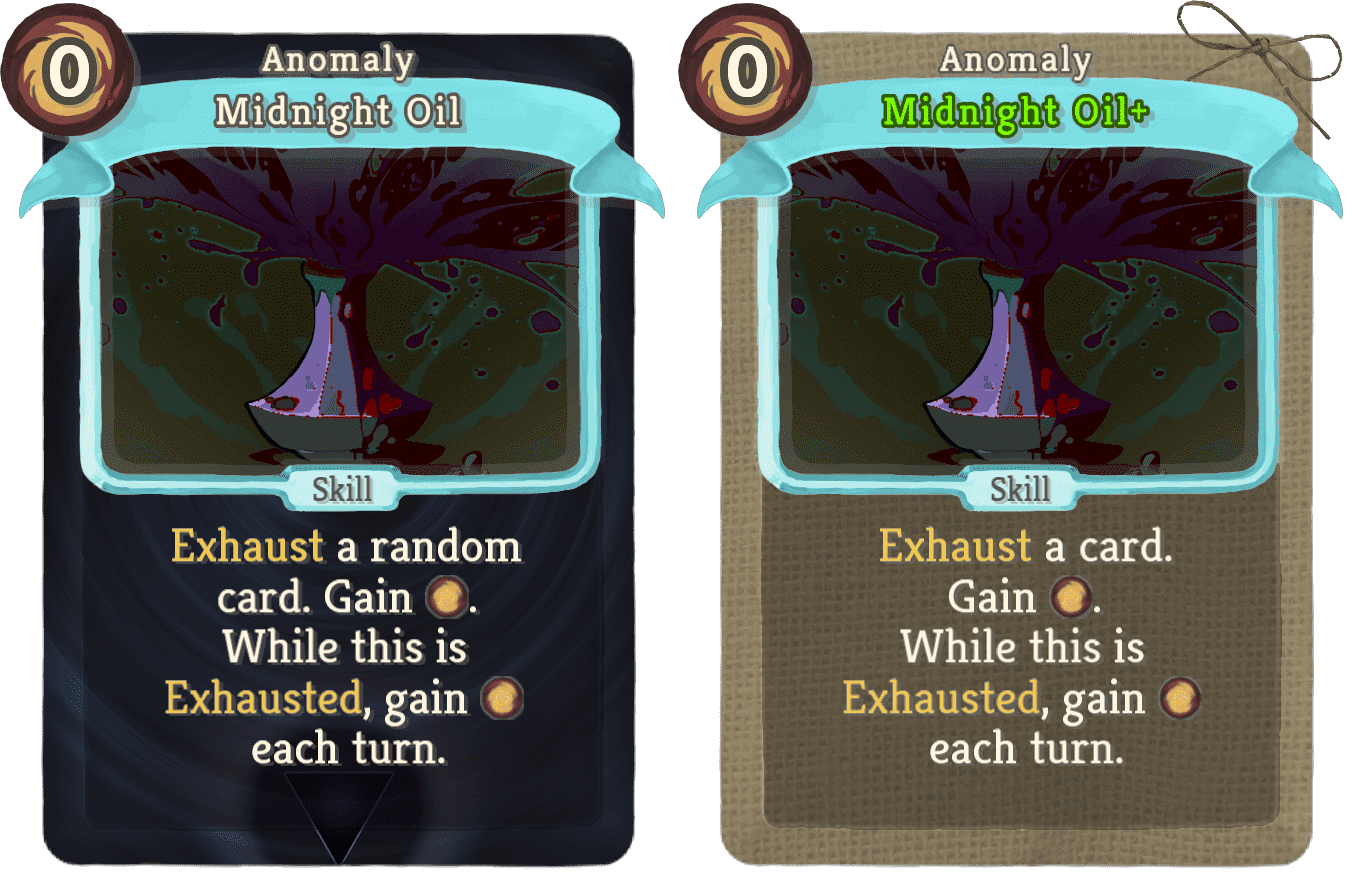 0
Anomaly
Midnight Oil
Skill
Exhaust a random
card. Gain .
While this is
Exhausted, gain
each turn.
0
Anomaly
Midnight Oil+
Skill
Exhaust a card.
Gain .
While this is
Exhausted, gain
each turn.